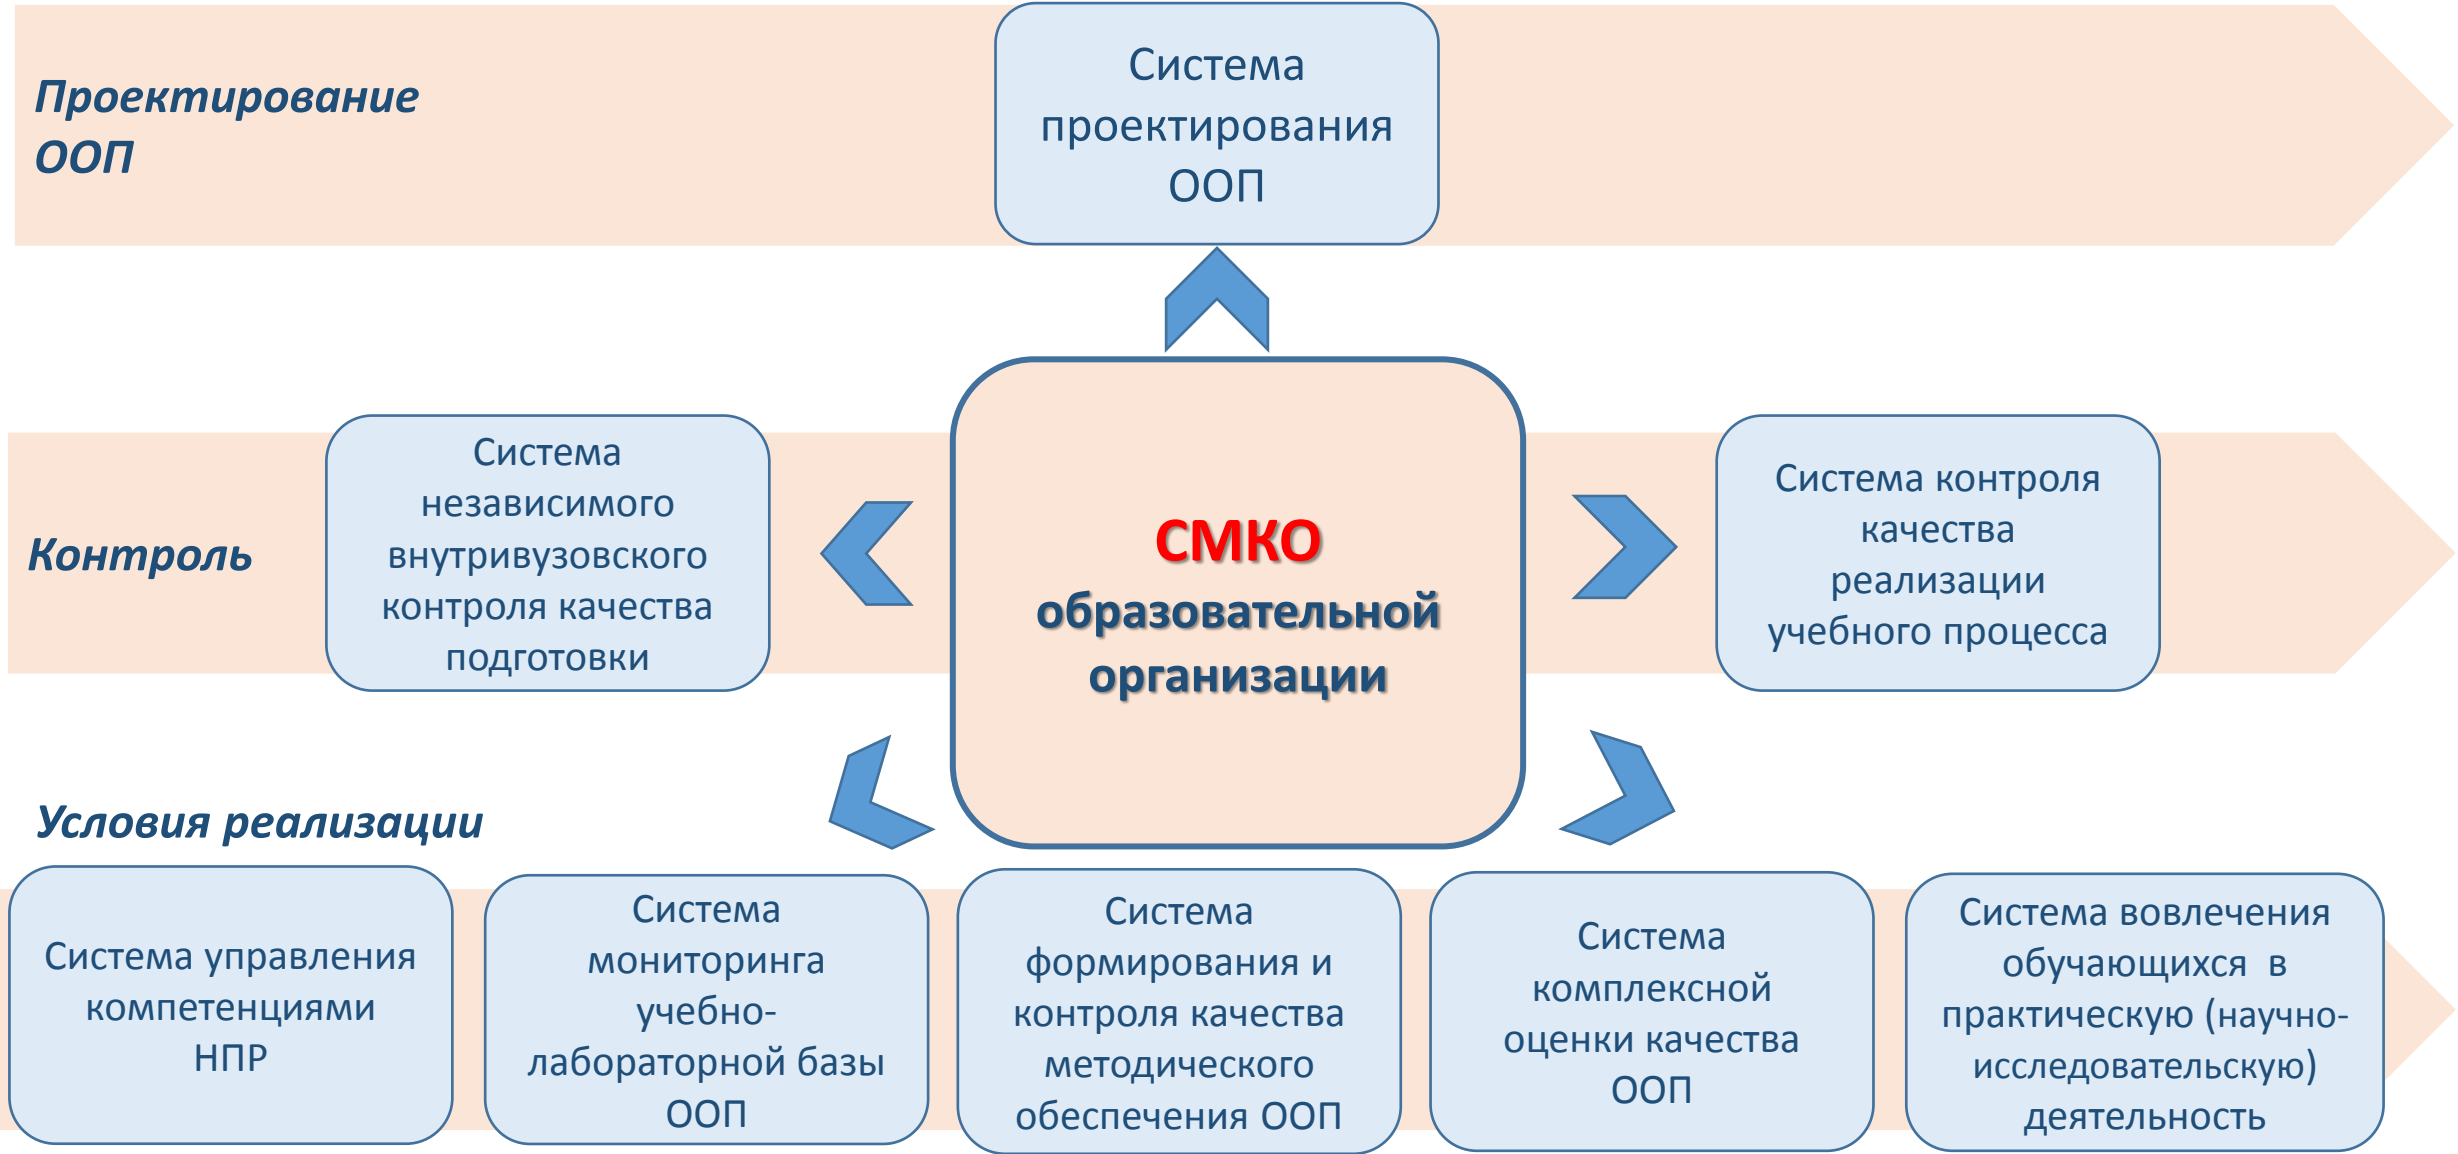 Проектирование
ООП
Система
проектирования
ООП
Контроль
Система
независимого
внутривузовского
контроля качества
подготовки
СМКО
образовательной
организации
Система контроля
качества
реализации
учебного процесса
Условия реализации
Система управления
компетенциями
НПР
Система
мониторинга
учебно-
лабораторной базы
ООП
Система
формирования и
контроля качества
методического
обеспечения ООП
Система
комплексной
оценки качества
ООП
Система вовлечения
обучающихся в
практическую (научно-
исследовательскую)
деятельность